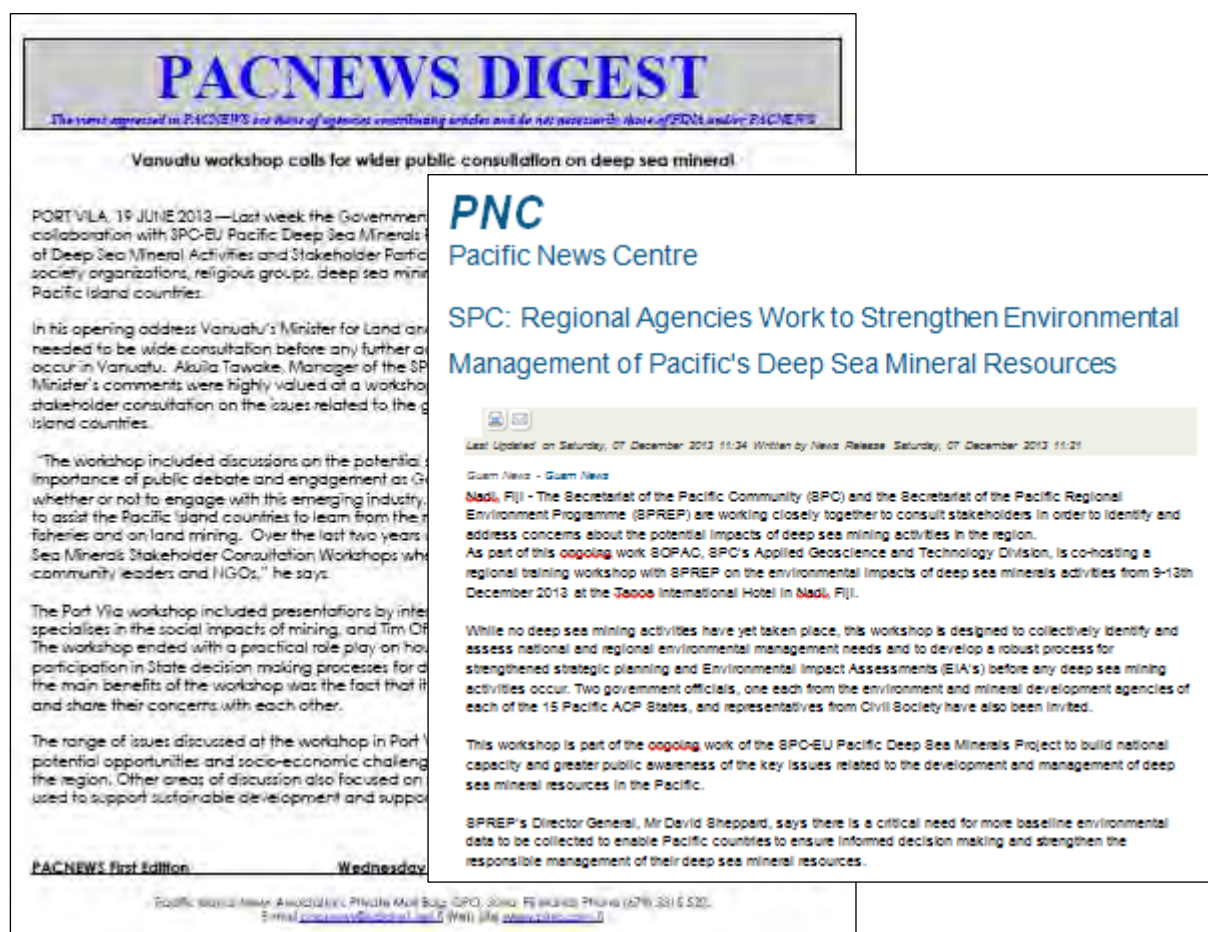 PACNEWS DIGEST
The views expressed in PACNEWS are those of agencies contributing articles and do not necessarily those of PINA and/or PACNEWS
Vanuatu workshop calls for wider public consultation on deep sea mineral
PORT VILA, 19 JUNE 2013 —Last week the Governmen
collaboration with SPC-EU Pacific Deep Sea Minerals
of Deep Sea Mineral Activities and Stakeholder Partic
society organizations, religious groups, deep sea minin
Pacific Island countries.
In his opening address Vanuatu's Minister for Land an
needed to be wide consultation before any further a
occur in Vanuatu. Akuila Tawake, Manager of the SP
Minister's comments were highly valued at a worksho
stakeholder consultation on the issues related to the g
Island countries.
"The workshop included discussions on the potential
importance of public debate and engagement as G
whether or not to engage with this emerging industry.
to assist the Pacific Island countries to learn from the
fisheries and on land mining. Over the last two years
Sea Minerals Stakeholder Consultation Workshops whe
community leaders and NGOs," he says.
The Port Vila workshop included presentations by inte
specialises in the social impacts of mining, and Tim Of
The workshop ended with a practical role play on ho
participation in State decision making processes for d
the main benefits of the workshop was the fact that it
and share their concerns with each other.
The range of issues discussed at the workshop in Port V
potential opportunities and socio-economic challeng
the region. Other areas of discussion also focused on
used to support sustainable development and suppo
PACNEWS First Edition Wednesday
Pacific Islands News Association, Private Mail Bag, GPO, Suva, Fiji Islands Phone (679) 3315 520,
PNC
Pacific News Centre
SPC: Regional Agencies Work to Strengthen Environmental
Management of Pacific's Deep Sea Mineral Resources
Last Updated on Saturday, 07 December 2013 11:34 Written by News Release Saturday, 07 December 2013 11:21
Guam News - Guam News
Nadi, Fiji - The Secretariat of the Pacific Community (SPC) and the Secretariat of the Pacific Regional
Environment Programme (SPREP) are working closely together to consult stakeholders in order to identify and
address concerns about the potential impacts of deep sea mining activities in the region.
As part of this ongoing work SOPAC, SPC's Applied Geoscience and Technology Division, is co-hosting a
regional training workshop with SPREP on the environmental impacts of deep sea minerals activities from 9-13th
December 2013 at the Tanoa International Hotel in Nadi, Fiji.
While no deep sea mining activities have yet taken place, this workshop is designed to collectively identify and
assess national and regional environmental management needs and to develop a robust process for
strengthened strategic planning and Environmental Impact Assessments (EIA's) before any deep sea mining
activities occur. Two government officials, one each from the environment and mineral development agencies of
each of the 15 Pacific ACP States, and representatives from Civil Society have also been invited.
This workshop is part of the ongoing work of the SPC-EU Pacific Deep Sea Minerals Project to build national
capacity and greater public awareness of the key issues related to the development and management of deep
sea mineral resources in the Pacific.
SPREP's Director General, Mr David Sheppard, says there is a critical need for more baseline environmental
data to be collected to enable Pacific countries to ensure informed decision making and strengthen the
responsible management of their deep sea mineral resources.